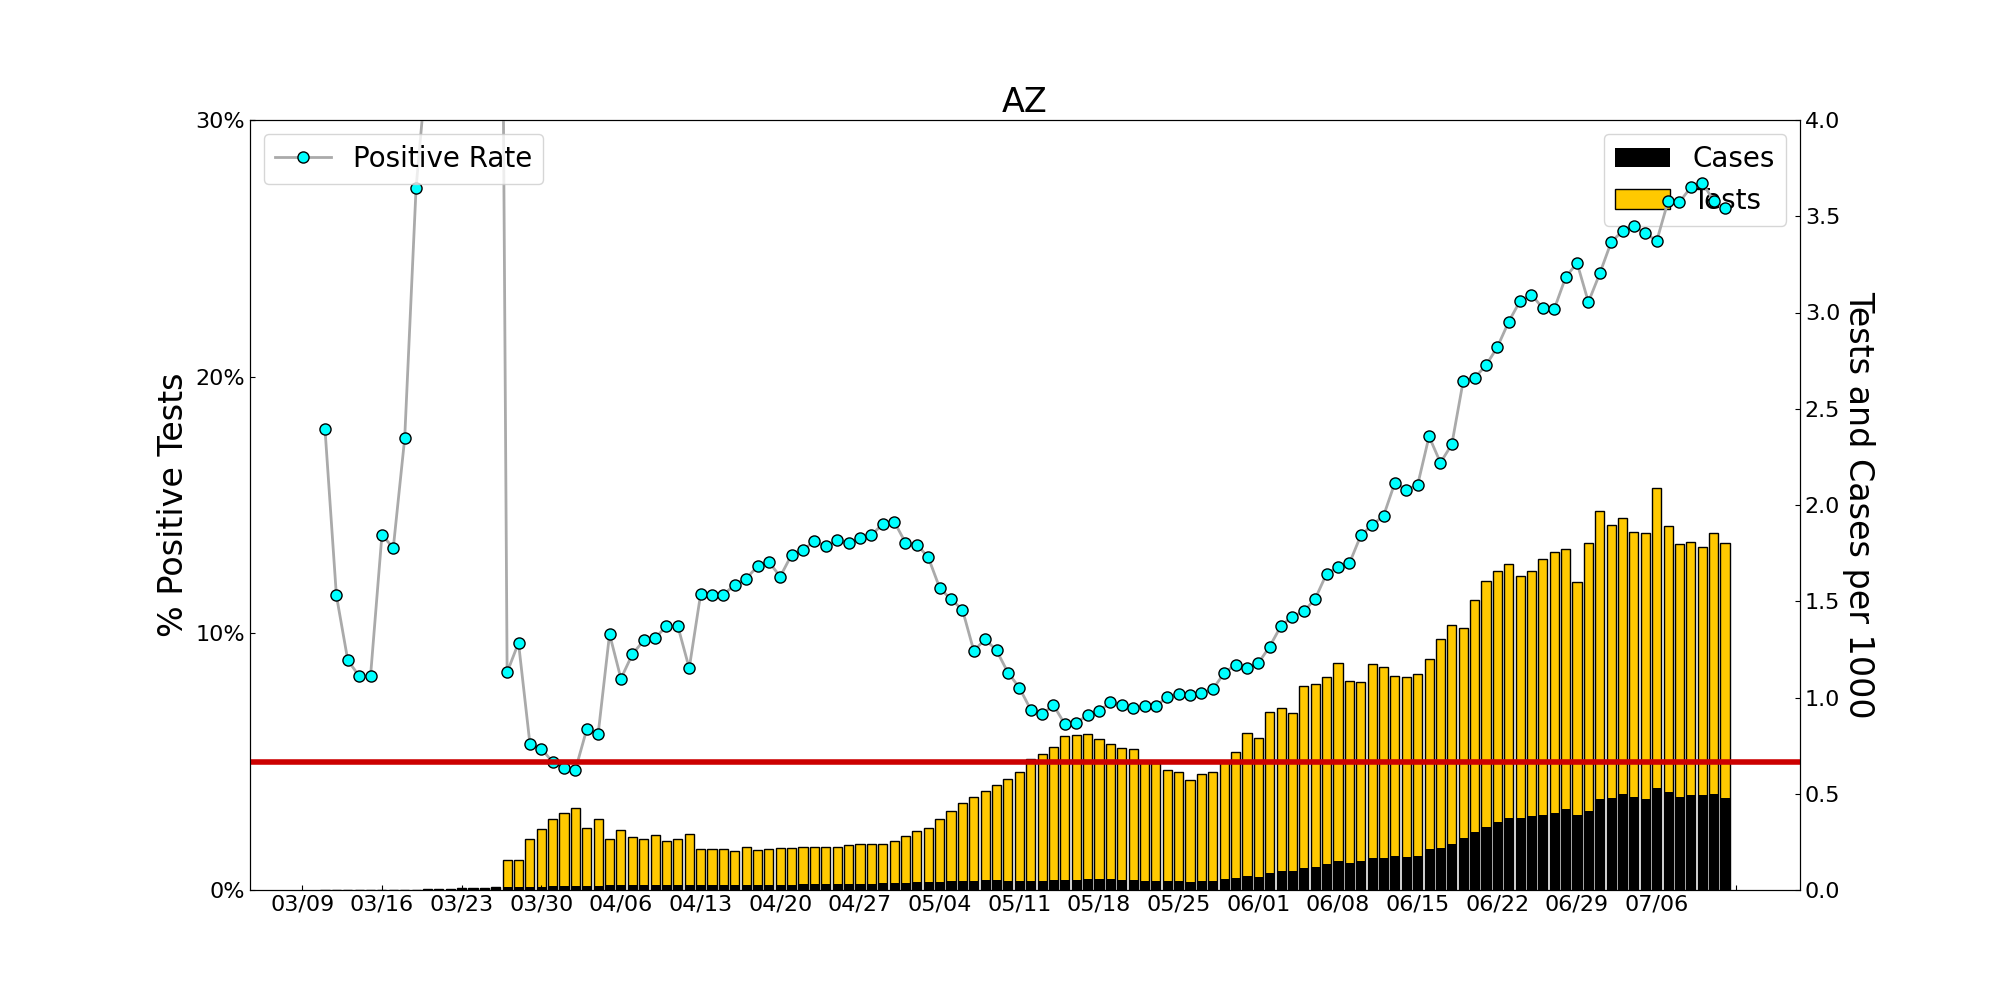 AZ
30%
20%
10%
0%
% Positive Tests
Positive Rate
Cases
Tests
4.0
3.5
3.0
2.5
2.0
1.5
1.0
0.5
0.0
Tests and Cases per 1000
03/09 03/16 03/23 03/30 04/06 04/13 04/20 04/27 05/04 05/11 05/18 05/25 06/01 06/08 06/15 06/22 06/29 07/06